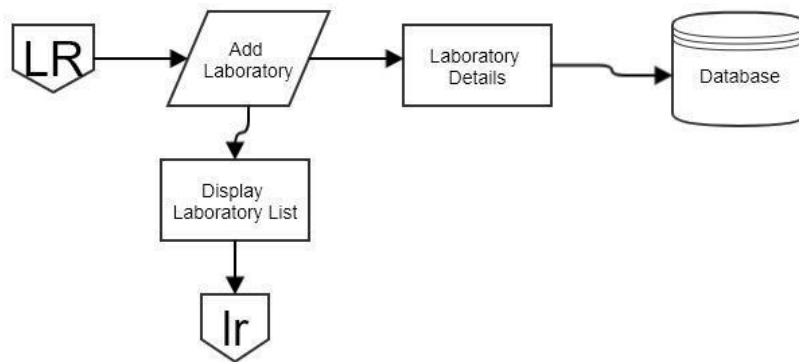 LR
Add
Laboratory
Laboratory
Details
Database
Display
Laboratory List
lr